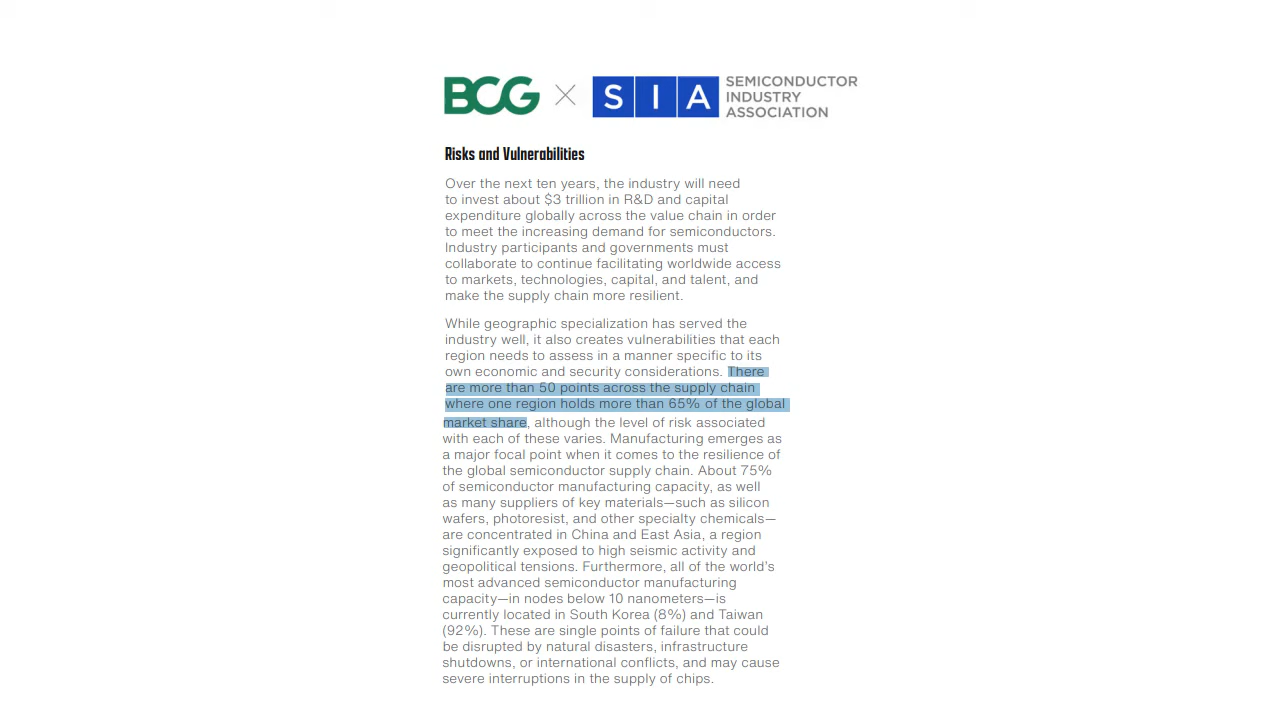 BCG × SIA SEMICONDUCTOR
INDUSTRY
ASSOCIATION
Risks and Vulnerabilities
Over the next ten years, the industry will need
to invest about $3 trillion in R&D and capital
expenditure globally across the value chain in order
to meet the increasing demand for semiconductors.
Industry participants and governments must
collaborate to continue facilitating worldwide access
to markets, technologies, capital, and talent, and
make the supply chain more resilient.
While geographic specialization has served the
industry well, it also creates vulnerabilities that each
region needs to assess in a manner specific to its
own economic and security considerations. There
are more than 50 points across the supply chain
where one region holds more than 65% of the global
market share, although the level of risk associated
with each of these varies. Manufacturing emerges as
a major focal point when it comes to the resilience of
the global semiconductor supply chain. About 75%
of semiconductor manufacturing capacity, as well
as many suppliers of key materials—such as silicon
wafers, photoresist, and other specialty chemicals—
are concentrated in China and East Asia, a region
significantly exposed to high seismic activity and
geopolitical tensions. Furthermore, all of the world's
most advanced semiconductor manufacturing
capacity—in nodes below 10 nanometers—is
currently located in South Korea (8%) and Taiwan
(92%). These are single points of failure that could
be disrupted by natural disasters, infrastructure
shutdowns, or international conflicts, and may cause
severe interruptions in the supply of chips.